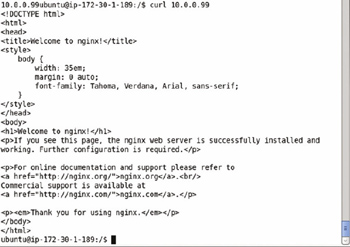 10.0.0.99ubuntu@ip-172-30-1-189:/$ curl 10.0.0.99
<!DOCTYPE html>
<html>
<head>
<title>Welcome to nginx!</title>
<style>
    body {
        width: 35em;
        margin: 0 auto;
        font-family: Tahoma, Verdana, Arial, sans-serif;
    }
</style>
</head>
<body>
<h1>Welcome to nginx!</h1>
<p>If you see this page, the nginx web server is successfully installed and
working. Further configuration is required.</p>

<p>For online documentation and support please refer to
<a href="http://nginx.org/">nginx.org</a>.<br/>
Commercial support is available at
<a href="http://nginx.com/">nginx.com</a>.</p>

<p><em>Thank you for using nginx.</em></p>
</body>
</html>
ubuntu@ip-172-30-1-189:/$